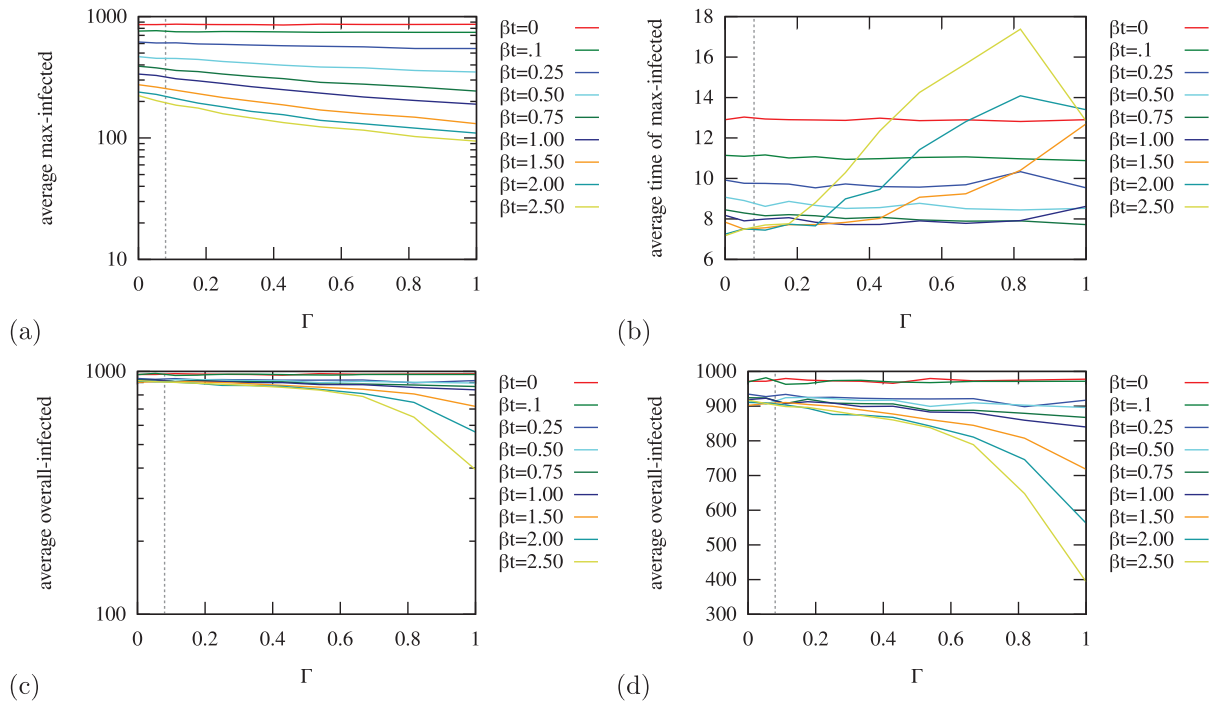 average max-infected
1000
100
10
0
0.2
0.4
0.6
0.8
1
Γ
βt=0
βt=.1
βt=0.25
βt=0.50
βt=0.75
βt=1.00
βt=1.50
βt=2.00
βt=2.50
(a)
average time of max-infected
18
16
14
12
10
8
6
0
0.2
0.4
0.6
0.8
1
Γ
βt=0
βt=.1
βt=0.25
βt=0.50
βt=0.75
βt=1.00
βt=1.50
βt=2.00
βt=2.50
(b)
average overall-infected
1000
100
0
0.2
0.4
0.6
0.8
1
Γ
βt=0
βt=.1
βt=0.25
βt=0.50
βt=0.75
βt=1.00
βt=1.50
βt=2.00
βt=2.50
(c)
average overall-infected
1000
900
800
700
600
500
400
300
0
0.2
0.4
0.6
0.8
1
Γ
βt=0
βt=.1
βt=0.25
βt=0.50
βt=0.75
βt=1.00
βt=1.50
βt=2.00
βt=2.50
(d)